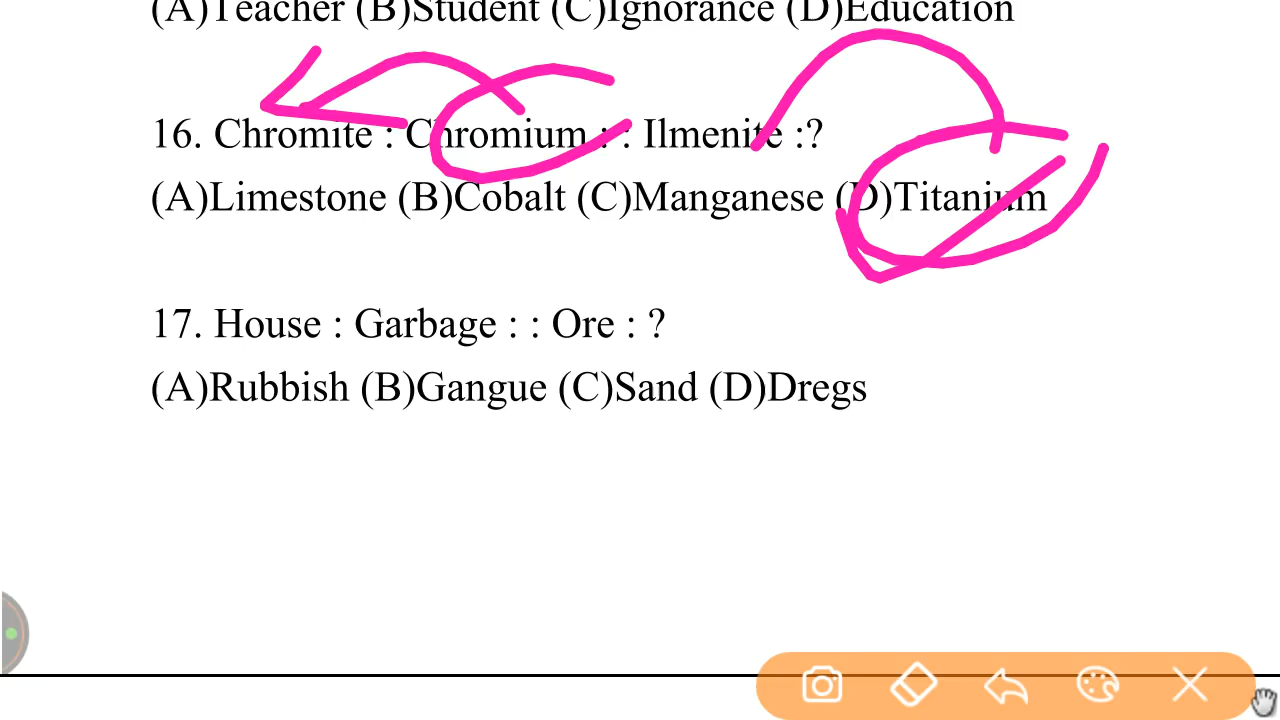 (A)Teacher (B)Student (C)Ignorance (D)Education
16. Chromite : Chromium : : Ilmenite :?
(A)Limestone (B)Cobalt (C)Manganese (D)Titanium
17. House : Garbage : : Ore : ?
(A)Rubbish (B)Gangue (C)Sand (D)Dregs